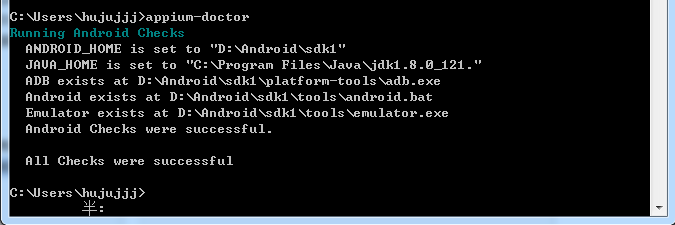 C:\Users\hujujjj>appium-doctor
Running Android Checks
ANDROID_HOME is set to "D:\Android\sdk1"
JAVA_HOME is set to "C:\Program Files\Java\jdk1.8.0_121."
ADB exists at D:\Android\sdk1\platform-tools\adb.exe
Android exists at D:\Android\sdk1\tools\android.bat
Emulator exists at D:\Android\sdk1\tools\emulator.exe
Android Checks were successful.
All Checks were successful
C:\Users\hujujjj>
半: